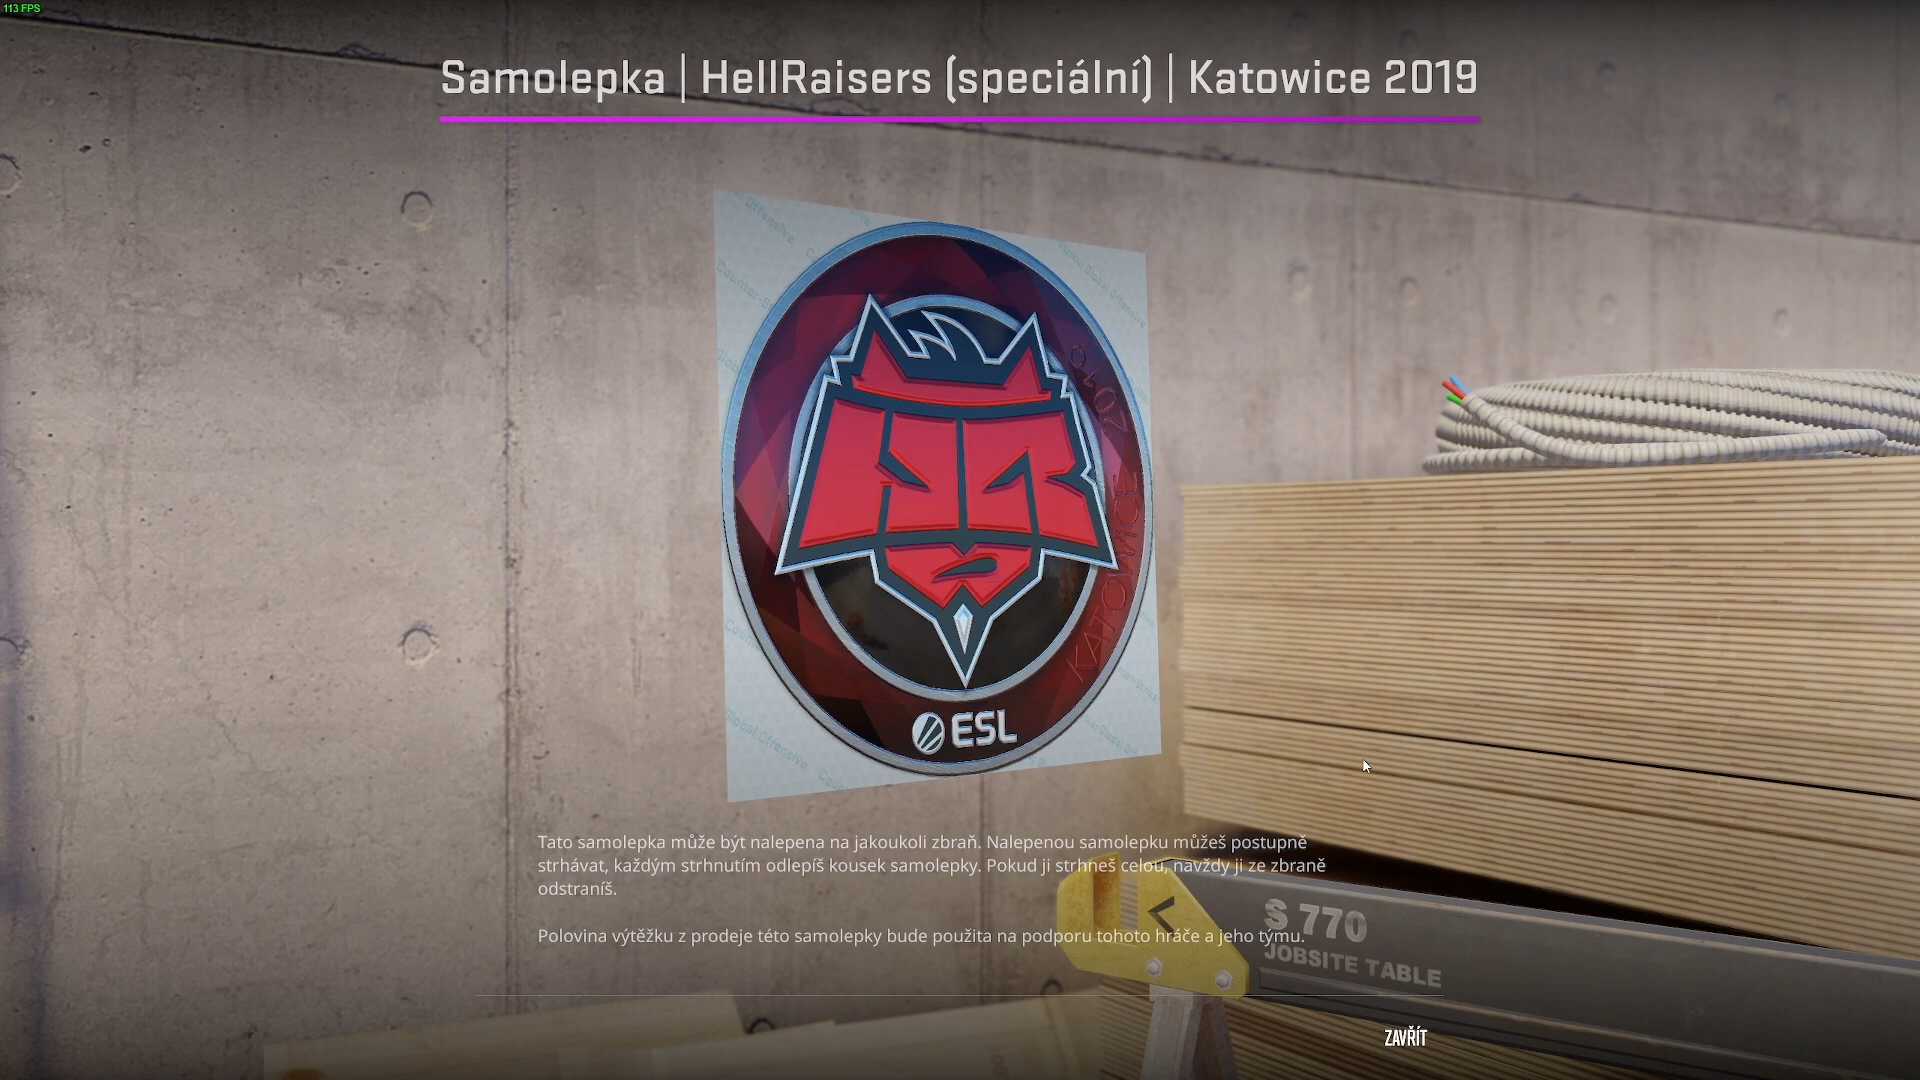 113 FPS
Samolepka | HellRaisers (speciální) | Katowice 2019
2019
KATOWICE
ESL
Tato samolepka může být nalepena na jakoukoli zbraň. Nalepenou samolepku můžeš postupně
strhávat, každým strhnutím odlepíš kousek samolepky. Pokud ji strhneš celou, navždy ji ze zbraně
odstraníš.
Polovina výtěžku z prodeje této samolepky bude použita na podporu tohoto hráče a jeho týmu.
S 770
JOBSITE TABLE
ZAVŘÍT